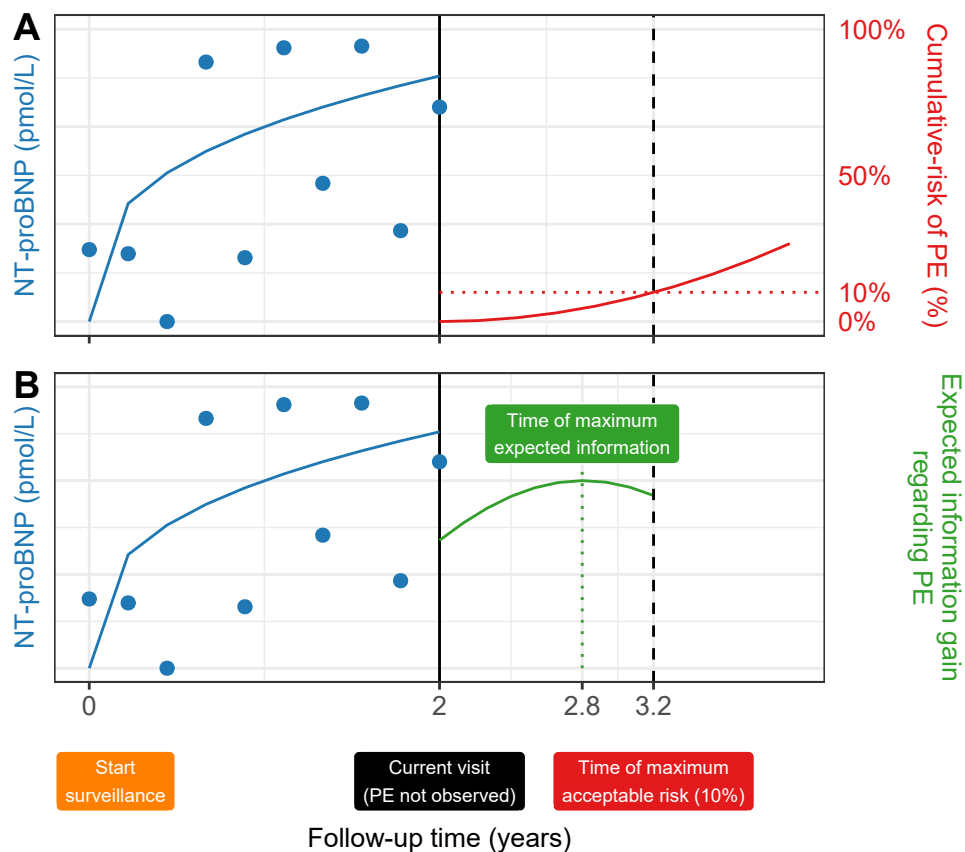 A
NT-proBNP (pmol/L)
100%
50%
10%
0%
Cumulative-risk of PE (%)
B
NT-proBNP (pmol/L)
Time of maximum
expected information
Expected information gain
regarding PE
0
2
2.8
3.2
Start
surveillance
Current visit
(PE not observed)
Time of maximum
acceptable risk (10%)
Follow-up time (years)